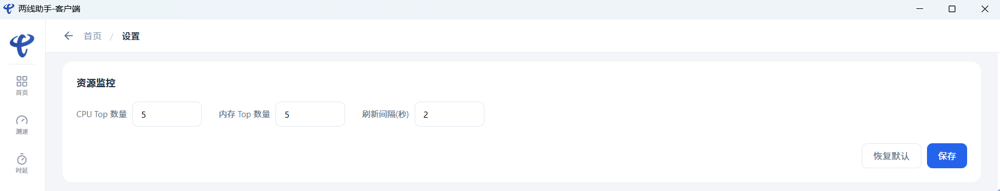 两线助手-客户端
首页 / 设置
首页
测速
时延
资源监控
CPU Top 数量 5 内存 Top 数量 5 刷新间隔(秒) 2
恢复默认 保存